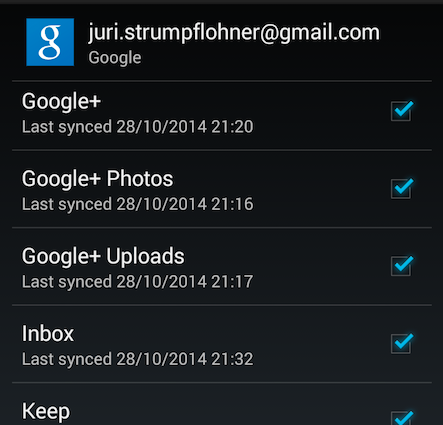 g
juri.strumpflohner@gmail.com
Google
Google+
Last synced 28/10/2014 21:20
Google+ Photos
Last synced 28/10/2014 21:16
Google+ Uploads
Last synced 28/10/2014 21:17
Inbox
Last synced 28/10/2014 21:32
Keep